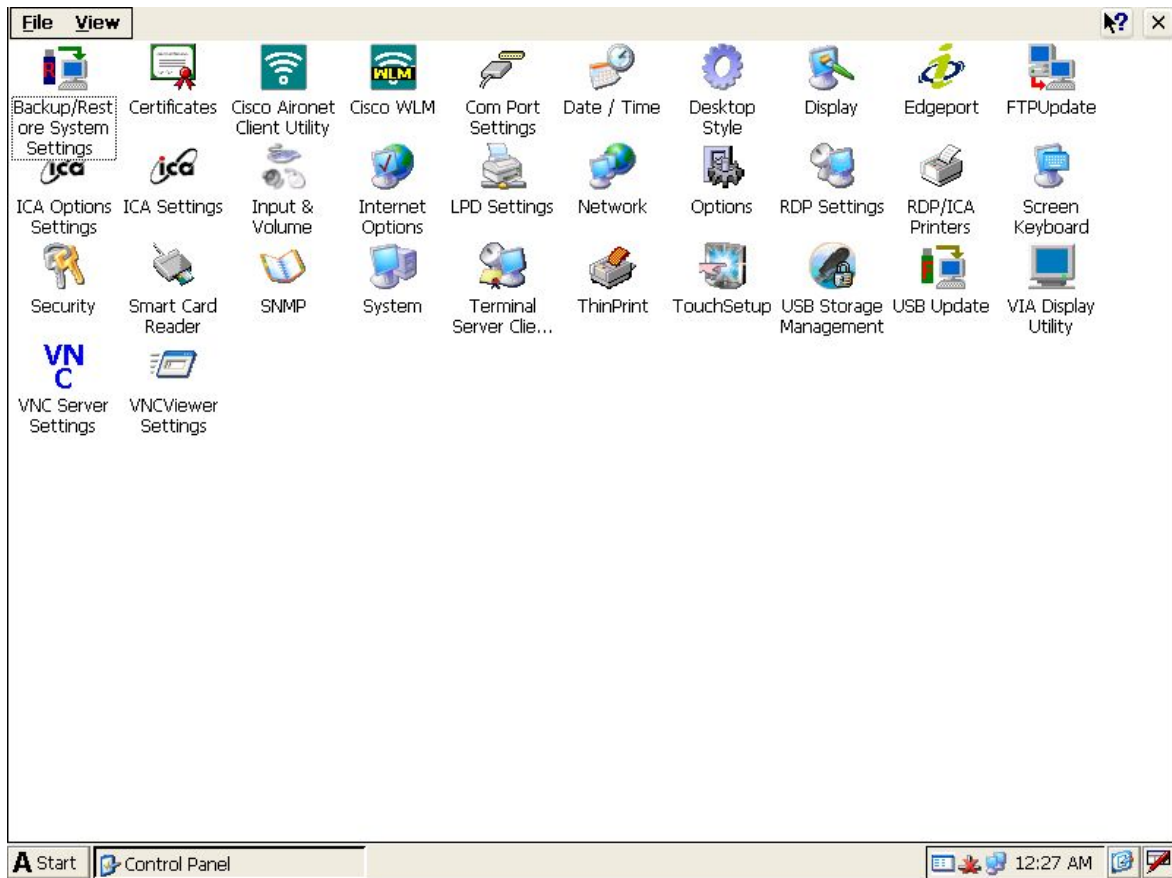 File View
Backup/Rest
ore System
Settings
Certificates
Cisco Aironet
Client Utility
WLM
Cisco WLM
Com Port
Settings
Date / Time
Desktop
Style
Display
Edgeport
FTPUpdate
ica
ICA Options
Settings
ica
ICA Settings
Input &
Volume
Internet
Options
LPD Settings
Network
Options
RDP Settings
RDP/ICA
Printers
Screen
Keyboard
Security
Smart Card
Reader
SNMP
System
Terminal
Server Clie...
ThinPrint
TouchSetup
USB Storage
Management
USB Update
VIA Display
Utility
VN
C
VNC Server
Settings
VNCViewer
Settings
A Start
Control Panel
12:27 AM